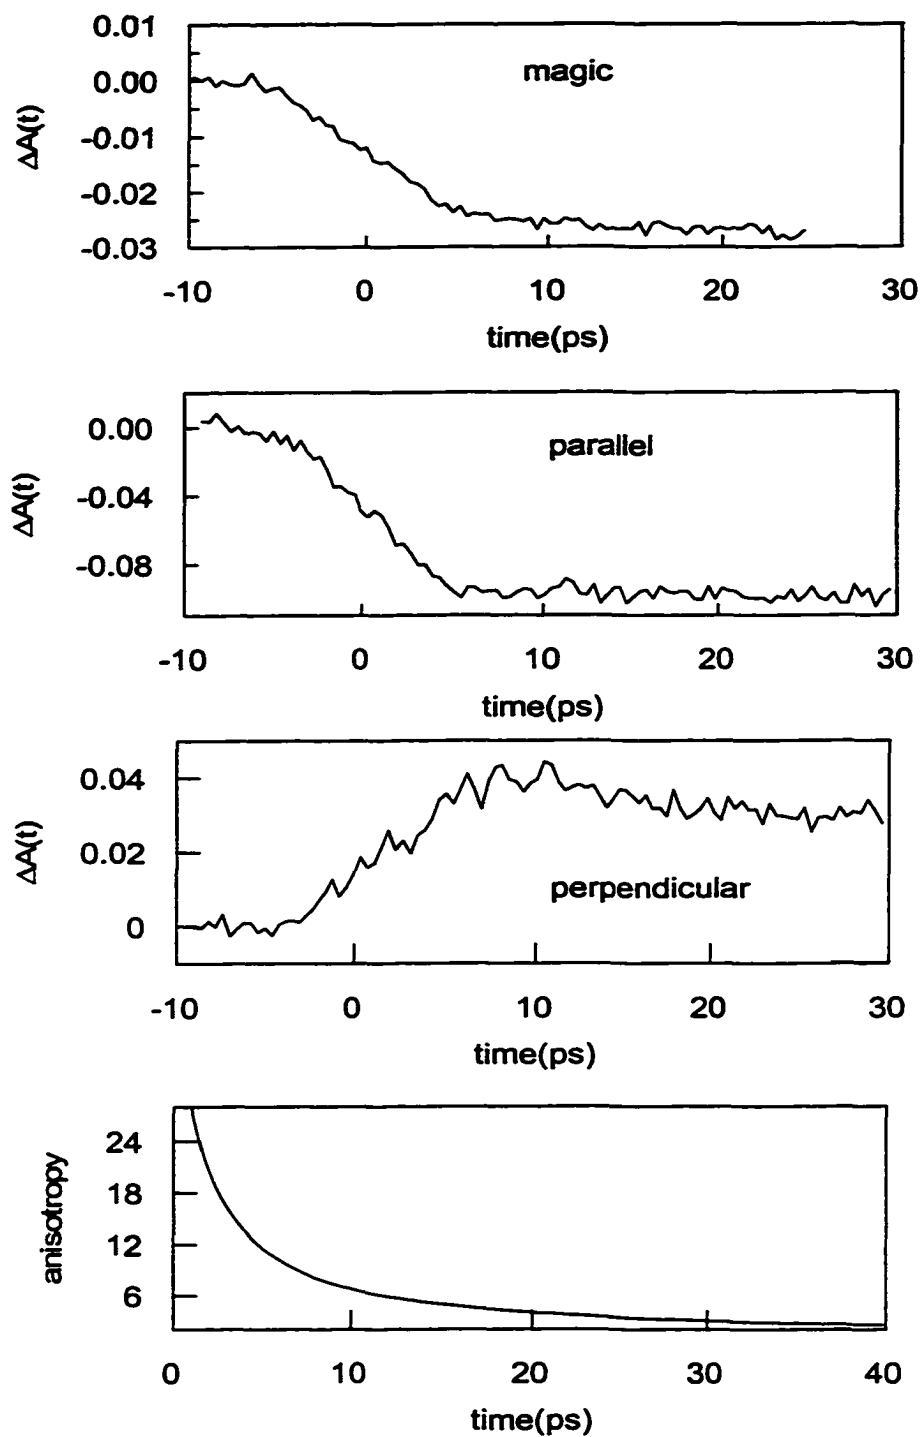 0.01
0.00
-0.01
-0.02
-0.03
ΔA(t)
magic
-10 0 10 20 30
time(ps)
0.00
-0.04
-0.08
ΔA(t)
parallel
-10 0 10 20 30
time(ps)
0.04
0.02
0
ΔA(t)
perpendicular
-10 0 10 20 30
time(ps)
24
18
12
6
anisotropy
0 10 20 30 40
time(ps)